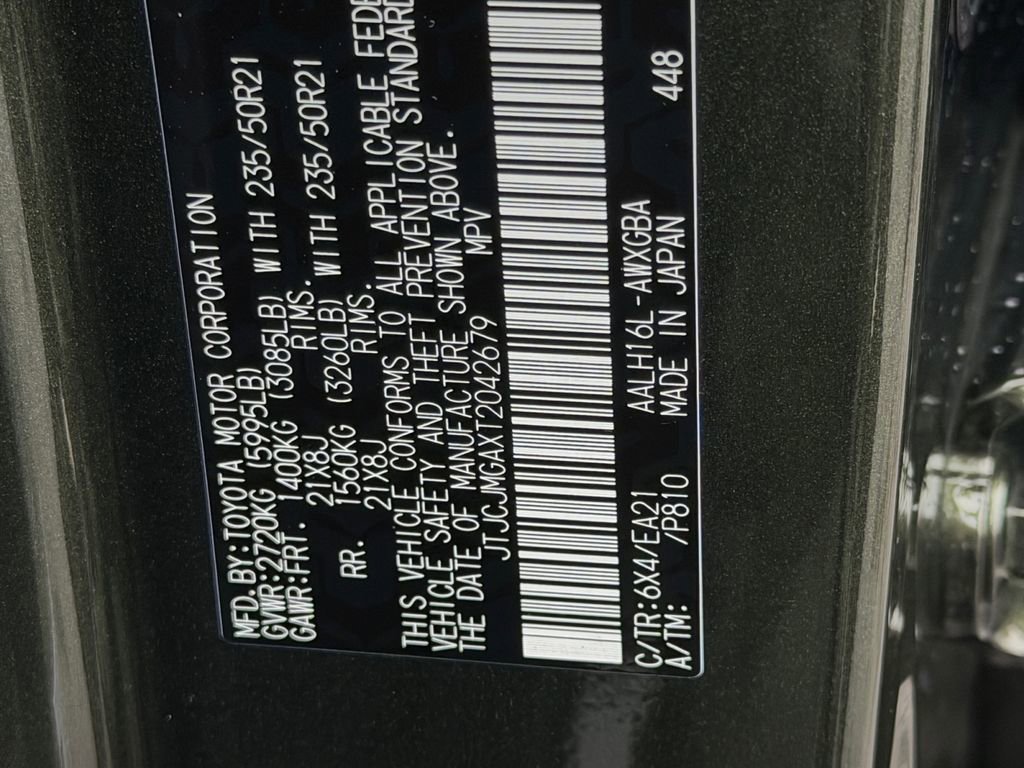 MFD.BY:TOYOTA MOTOR CORPORATION
GVWR:2720KG (5995LB)
GAWR:FRT. 1400KG (3085LB) WITH 235/50R21
21X8J RIMS.
RR. 1560KG (3260LB) WITH 235/50R21
21X8J RIMS.
THIS VEHICLE CONFORMS TO ALL APPLICABLE
VEHICLE SAFETY AND THEFT PREVENTION STANDARD
THE DATE OF MANUFACTURE SHOWN ABOVE.
JTJCJMGAXT2042679 MPV
C/TR:6X4/EA21 AALH16L-AWXGBA
A/TM: /P810 MADE IN JAPAN 448